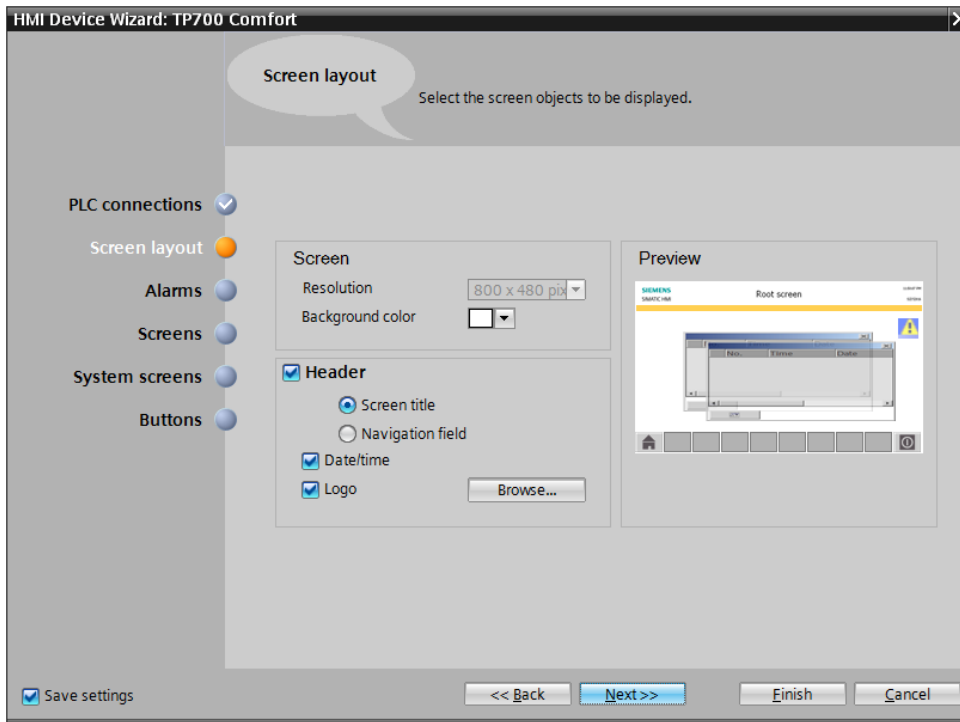 HMI Device Wizard: TP700 Comfort
Screen layout
Select the screen objects to be displayed.
PLC connections
Screen layout
Alarms
Screens
System screens
Buttons
Screen
Resolution
800 x 480 pix
Background color
Header
Screen title
Navigation field
Date/time
Logo
Browse...
Preview
SIEMENS
SIMATIC HMI
Root screen
No. Time Date
Save settings
<< Back
Next >>
Finish
Cancel